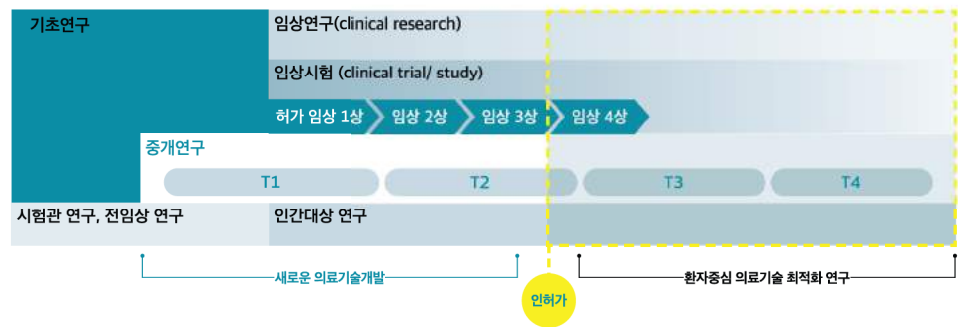 기초연구
임상연구(clinical research)
인상시험 (clinical trial/ study)
허가 임상 1상
임상 2상
임상 3상
임상 4상
중개연구
T1
T2
T3
T4
시험관 연구, 전임상 연구
인간대상 연구
새로운 의료기술개발
환자중심 의료기술 최적화 연구
인허가